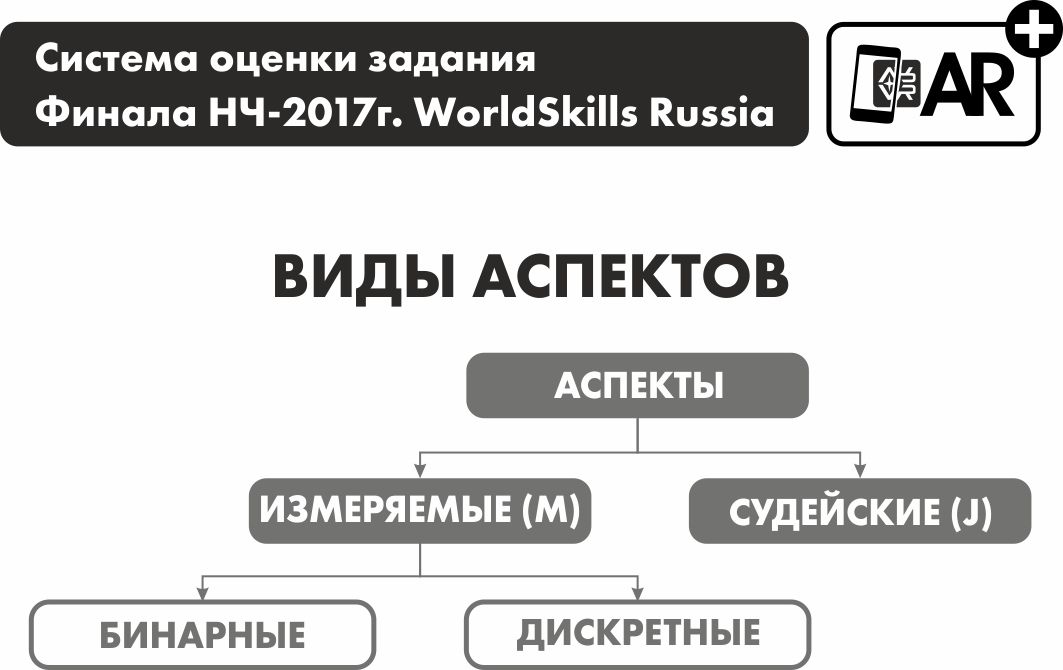 Система оценки задания
Финала НЧ-2017г. WorldSkills Russia
AR
ВИДЫ АСПЕКТОВ
АСПЕКТЫ
ИЗМЕРЯЕМЫЕ (M)
СУДЕЙСКИЕ (J)
БИНАРНЫЕ
ДИСКРЕТНЫЕ